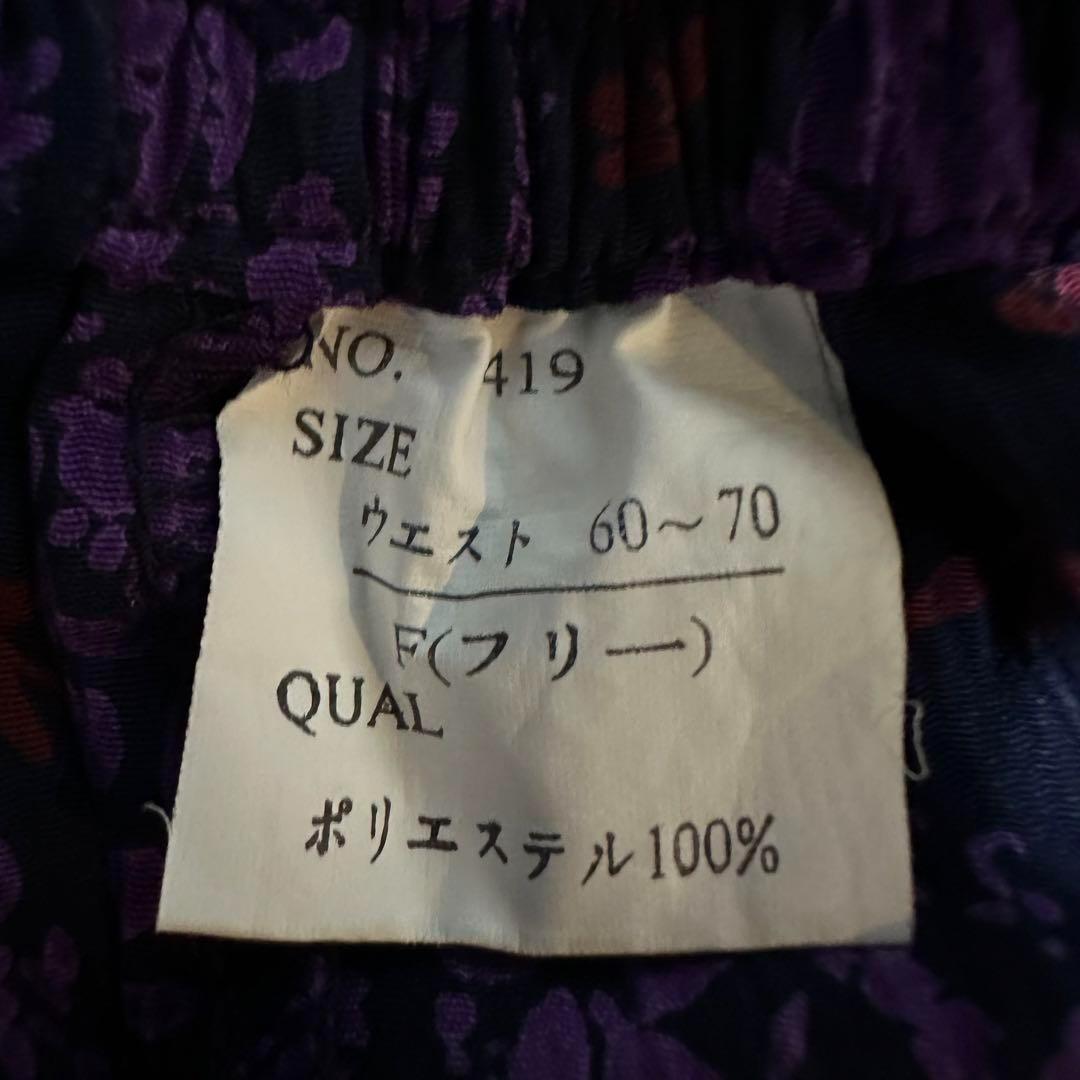 NO. 419
SIZE
ウエスト 60~70
F(フリー)
QUAL
ポリエステル100%